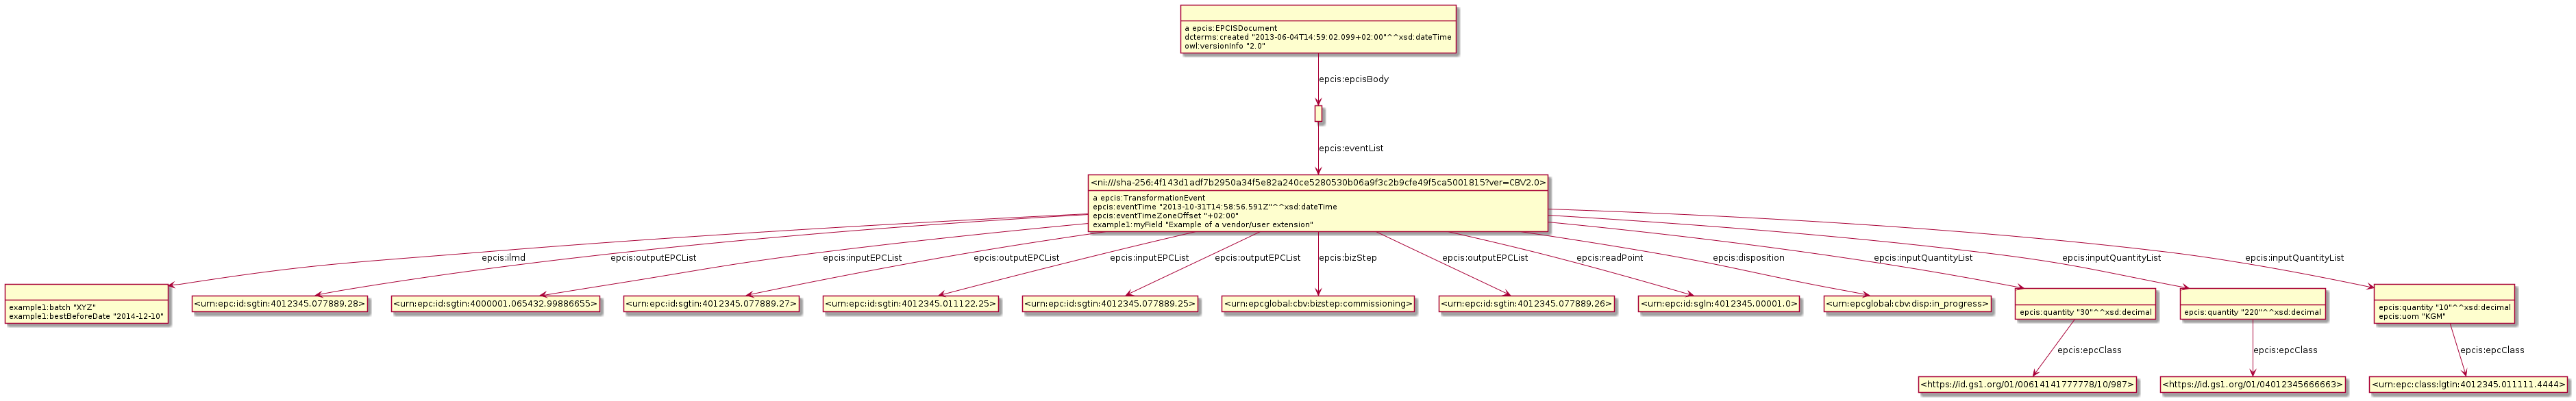 a epcis:EPCISDocument
dcterms:created "2013-06-04T14:59:02.099+02:00"^^xsd:dateTime
owl:versionInfo "2.0"
epcis:epcisBody
epcis:eventList
<ni:///sha-256;4f143d1adf7b2950a34f5e82a240ce5280530b06a9f3c2b9cfe49f5ca5001815?ver=CBV2.0>
a epcis:TransformationEvent
epcis:eventTime "2013-10-31T14:58:56.591Z"^^xsd:dateTime
epcis:eventTimeZoneOffset "+02:00"
example1:myField "Example of a vendor/user extension"
epcis:ilmd
epcis:outputEPCList
epcis:inputEPCList
epcis:outputEPCList
epcis:inputEPCList
epcis:outputEPCList
epcis:bizStep
epcis:outputEPCList
epcis:readPoint
epcis:disposition
epcis:inputQuantityList
epcis:inputQuantityList
epcis:inputQuantityList
example1:batch "XYZ"
example1:bestBeforeDate "2014-12-10"
<urn:epc:id:sgtin:4012345.077889.28>
<urn:epc:id:sgtin:4000001.065432.99886655>
<urn:epc:id:sgtin:4012345.077889.27>
<urn:epc:id:sgtin:4012345.011122.25>
<urn:epc:id:sgtin:4012345.077889.25>
<urn:epcglobal:cbv:bizstep:commissioning>
<urn:epc:id:sgtin:4012345.077889.26>
<urn:epc:id:sgln:4012345.00001.0>
<urn:epcglobal:cbv:disp:in_progress>
epcis:quantity "30"^^xsd:decimal
epcis:quantity "220"^^xsd:decimal
epcis:quantity "10"^^xsd:decimal
epcis:uom "KGM"
epcis:epcClass
epcis:epcClass
epcis:epcClass
<https://id.gs1.org/01/00614141777778/10/987>
<https://id.gs1.org/01/04012345666663>
<urn:epc:class:lgtin:4012345.011111.4444>